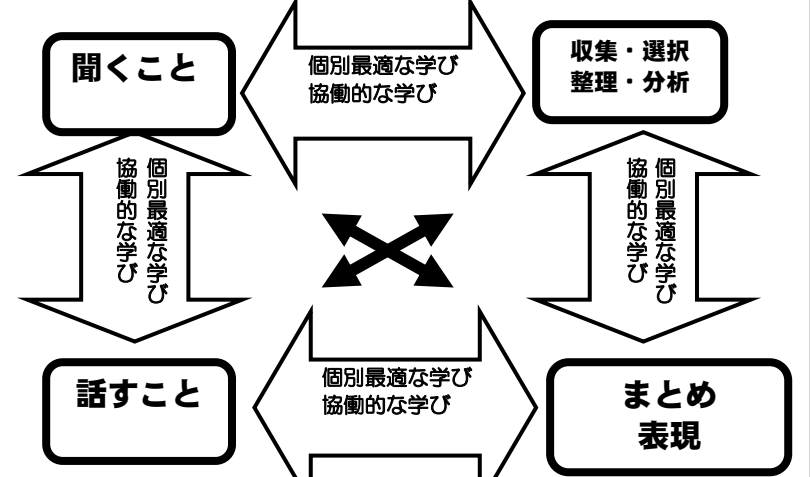 聞くこと
個別最適な学び
協働的な学び
収集・選択
整理・分析
個別最適な学び
協働的な学び
個別最適な学び
協働的な学び
話すこと
個別最適な学び
協働的な学び
まとめ
表現